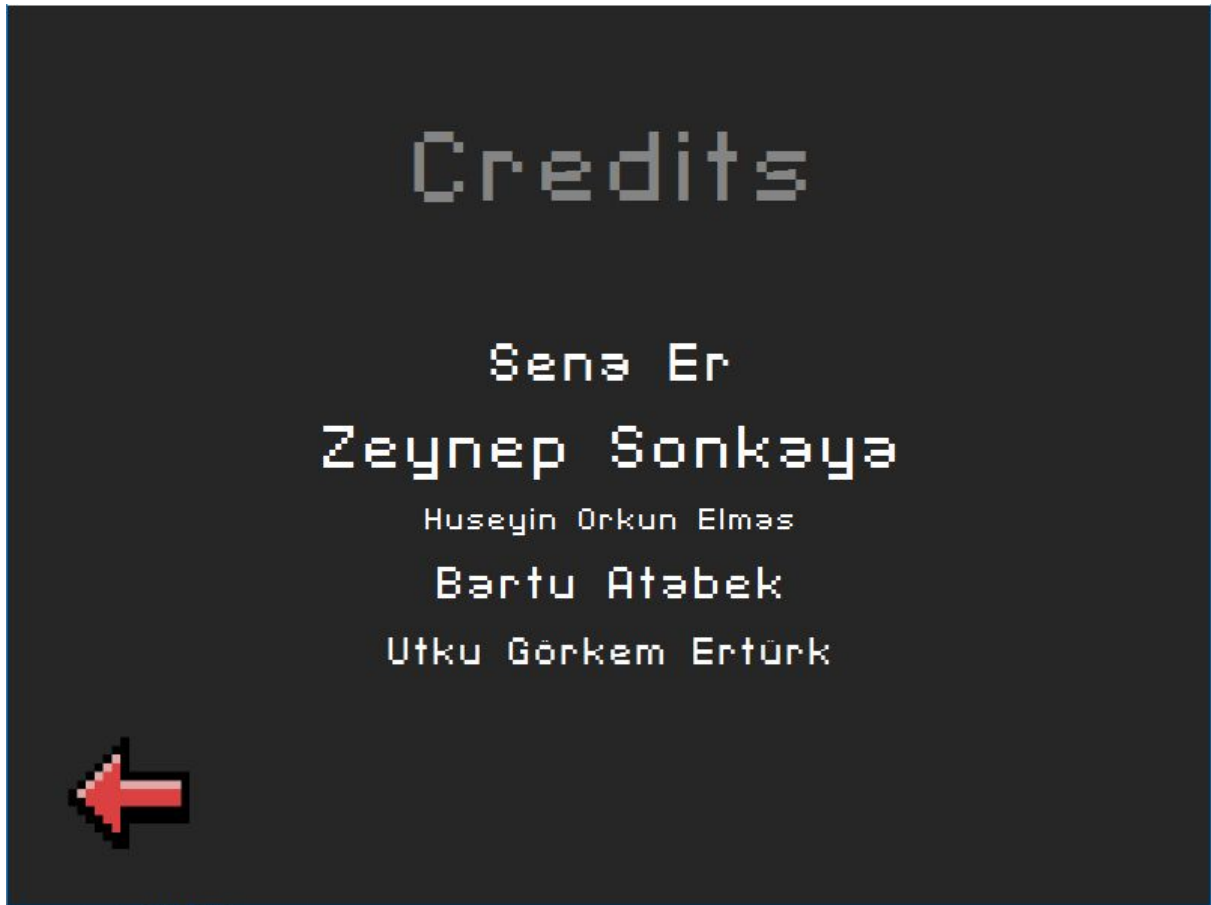 Credits
Sena Er
Zeynep Sonkaya
Huseyin Orkun Elmas
Bartu Atabek
Utku Görkem Ertürk